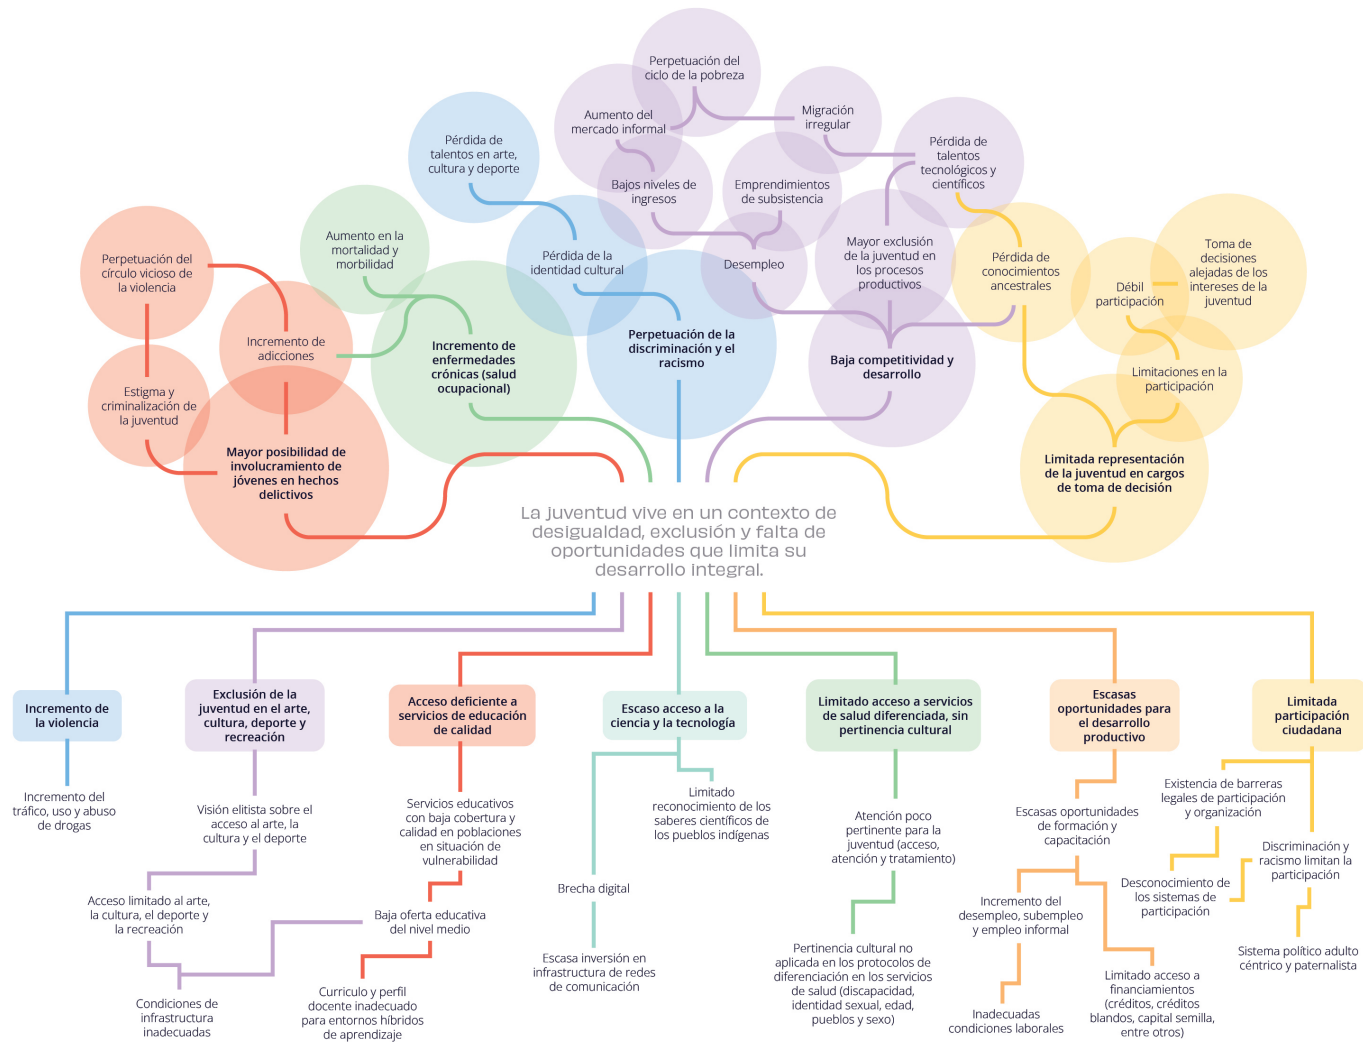 Perpetuación del
ciclo de la pobreza
Aumento del
mercado informal
Migración
irregular
Pérdida de
talentos en arte,
cultura y deporte
Pérdida de
talentos
tecnológicos y
científicos
Bajos niveles de
ingresos
Emprendimientos
de subsistencia
Perpetuación del
círculo vicioso de
la violencia
Aumento en la
mortalidad y
morbilidad
Pérdida de la
identidad cultural
Desempleo
Mayor exclusión
de la juventud en
los procesos
productivos
Pérdida de
conocimientos
ancestrales
Débil
participación
Toma de
decisiones
alejadas de los
intereses de la
juventud
Incremento de
adicciones
Incremento de
enfermedades
crónicas (salud
ocupacional)
Perpetuación de la
discriminación y el
racismo
Baja competitividad y
desarrollo
Limitaciones en la
participación
Estigma y
criminalización de
la juventud
Mayor posibilidad de
involucramiento de
jóvenes en hechos
delictivos
Limitada representación
de la juventud en cargos
de toma de decisión
La juventud vive en un contexto de
desigualdad, exclusión y falta de
oportunidades que limita su
desarrollo integral.
Incremento de
la violencia
Exclusión de la
juventud en el arte,
cultura, deporte y
recreación
Acceso deficiente a
servicios de educación
de calidad
Escaso acceso a la
ciencia y la tecnología
Limitado acceso a servicios
de salud diferenciada, sin
pertinencia cultural
Escasas
oportunidades para
el desarrollo
productivo
Limitada
participación
ciudadana
Incremento del
tráfico, uso y abuso
de drogas
Visión elitista sobre el
acceso al arte, la
cultura y el deporte
Servicios educativos
con baja cobertura y
calidad en poblaciones
en situación de
vulnerabilidad
Limitado
reconocimiento de los
saberes científicos de
los pueblos indígenas
Atención poco
pertinente para la
juventud (acceso,
atención y tratamiento)
Escasas oportunidades
de formación y
capacitación
Existencia de barreras
legales de participación
y organización
Discriminación y
racismo limitan la
participación
Acceso limitado al arte,
la cultura, el deporte y
la recreación
Baja oferta educativa
del nivel medio
Brecha digital
Incremento del
desempleo, subempleo
y empleo informal
Desconocimiento de
los sistemas de
participación
Sistema político adulto
céntrico y paternalista
Condiciones de
infraestructura
inadecuadas
Curriculo y perfil
docente inadecuado
para entornos híbridos
de aprendizaje
Escasa inversión en
infrastructura de redes
de comunicación
Pertinencia cultural no
aplicada en los protocolos de
diferenciación en los servicios
de salud (discapacidad,
identidad sexual, edad,
pueblos y sexo)
Inadecuadas
condiciones laborales
Limitado acceso a
financiamientos
(créditos, créditos
blandos, capital semilla,
entre otros)